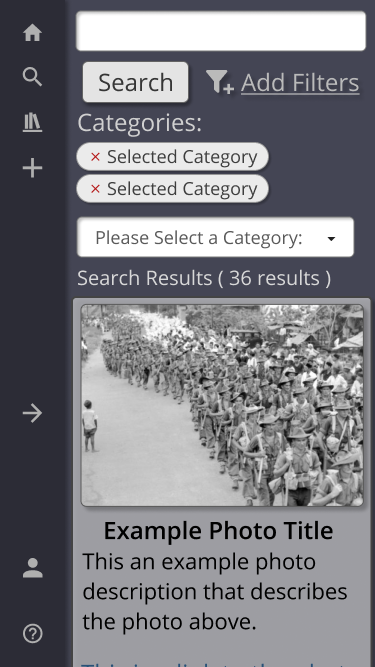 Search
Add Filters
Categories:
× Selected Category
× Selected Category
Please Select a Category:
Search Results ( 36 results )
Example Photo Title
This an example photo
description that describes
the photo above.